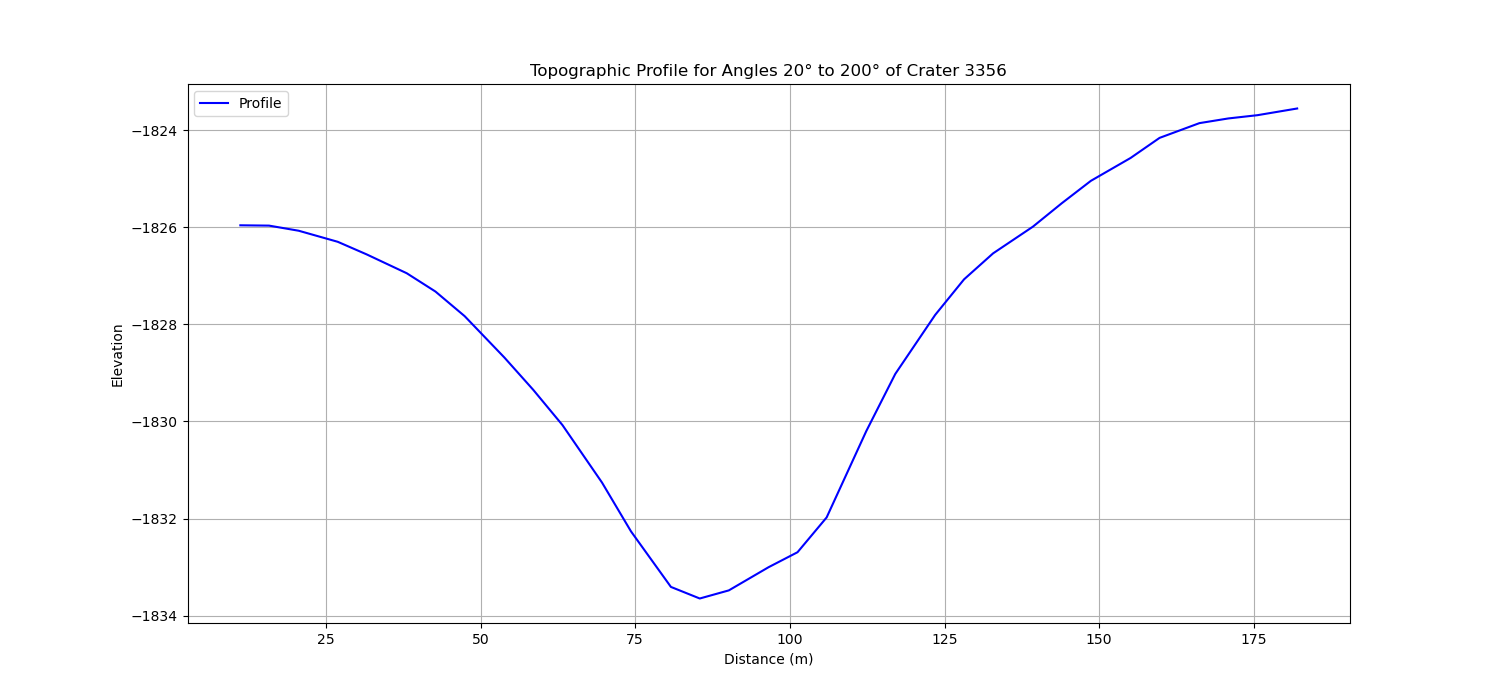 Topographic Profile for Angles 20° to 200° of Crater 3356
Profile
−1824
−1826
−1828
−1830
−1832
−1834
Elevation
25 50 75 100 125 150 175
Distance (m)